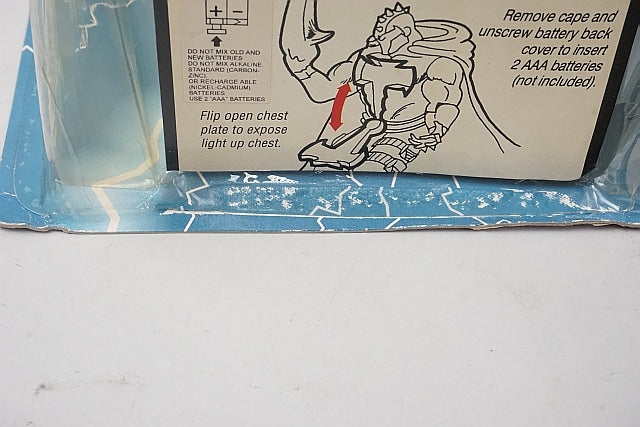 + -
DO NOT MIX OLD AND
NEW BATTERIES
DO NOT MIX ALKALINE
STANDARD (CARBON-
ZINC).
OR RECHARGE ABLE
(NICKEL-CADMIUM)
BATTERIES
USE 2 "AAA" BATTERIES
Flip open chest
plate to expose
light up chest.
Remove cape and
unscrew battery back
cover to insert
2 AAA batteries
(not included).